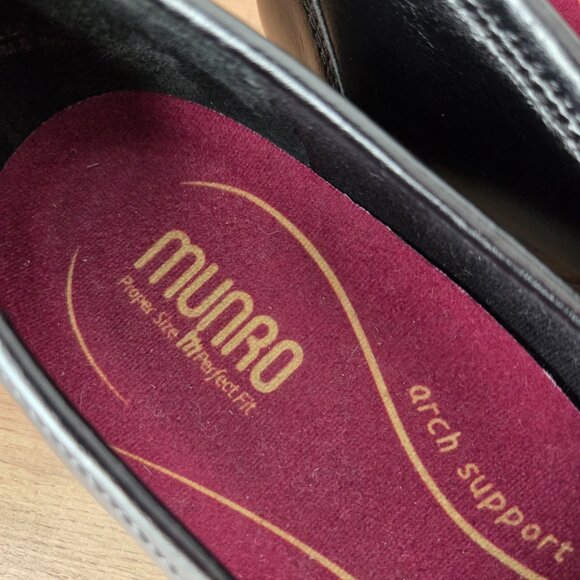 munro
Proper Size m Perfect Fit
arch support